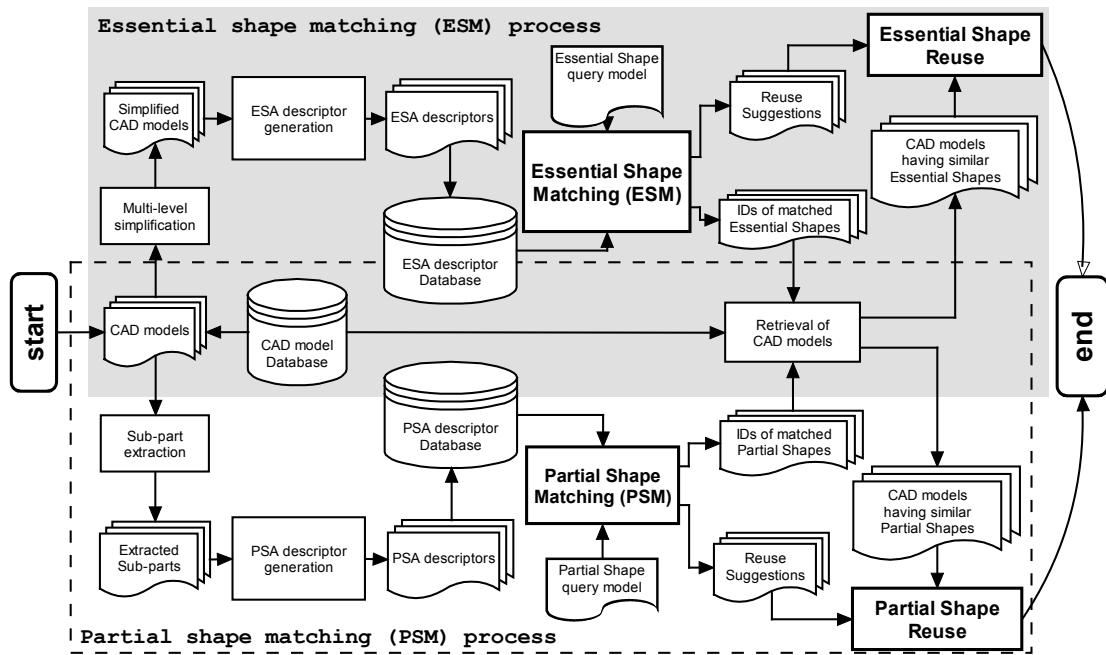 Essential shape matching (ESM) process
Simplified
CAD models
ESA descriptor
generation
ESA descriptors
Essential Shape
query model
Reuse
Suggestions
Essential Shape
Reuse
Multi-level
simplification
Essential Shape
Matching (ESM)
CAD models
having similar
Essential Shapes
IDs of matched
Essential Shapes
ESA descriptor
Database
start
CAD models
CAD model
Database
Retrieval of
CAD models
end
Sub-part
extraction
PSA descriptor
Database
IDs of matched
Partial Shapes
Partial Shape
Matching (PSM)
CAD models
having similar
Partial Shapes
Extracted
Sub-parts
PSA descriptor
generation
PSA descriptors
Partial Shape
query model
Reuse
Suggestions
Partial Shape
Reuse
Partial shape matching (PSM) process